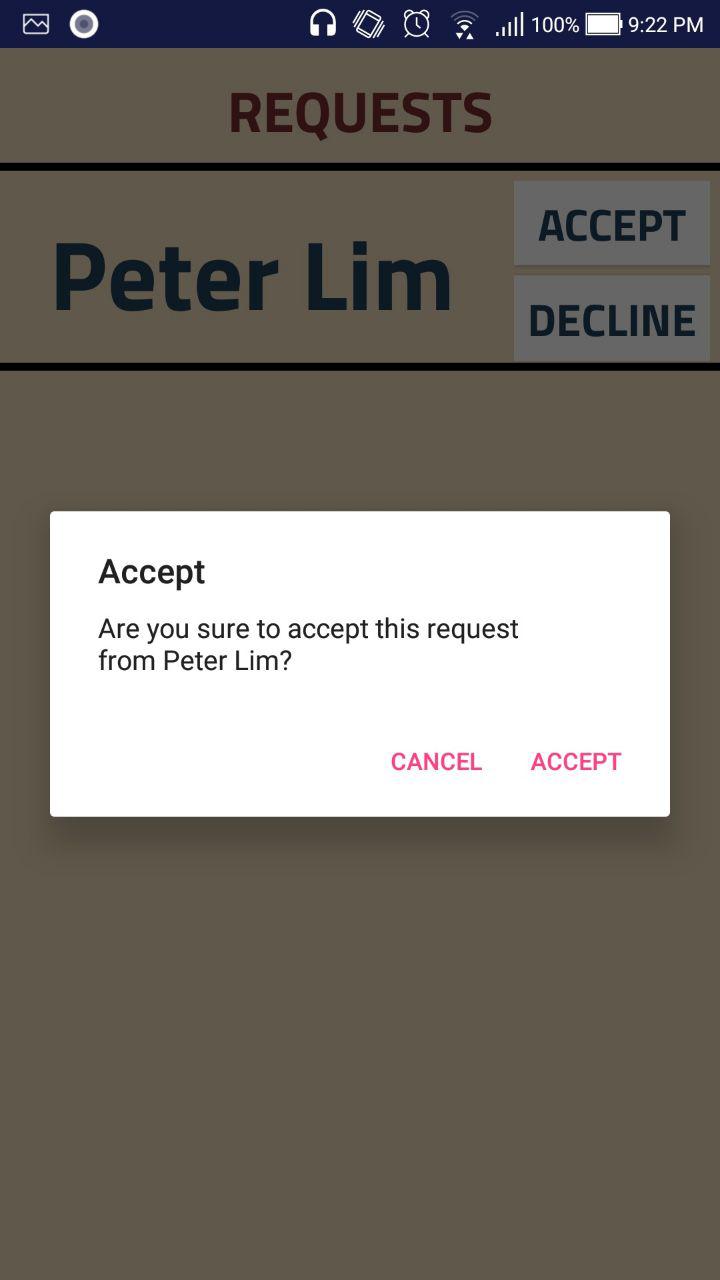 100% 9:22 PM
REQUESTS
Peter Lim
ACCEPT
DECLINE
Accept
Are you sure to accept this request
from Peter Lim?
CANCEL ACCEPT